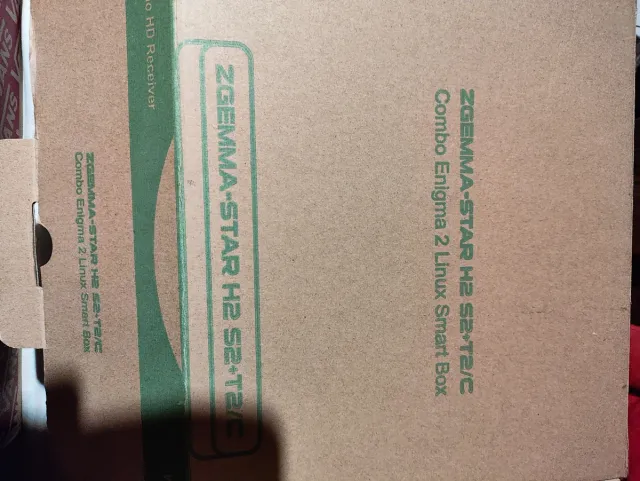 ZGEMMA-STAR H2 S2+T2/C
Combo Enigma 2 Linux Smart Box
ZGEMMA-STAR H2 S2+T2/C
HD Receiver
ZGEMMA-STAR H2 S2+T2/C
Combo Enigma 2 Linux Smart Box
VANS